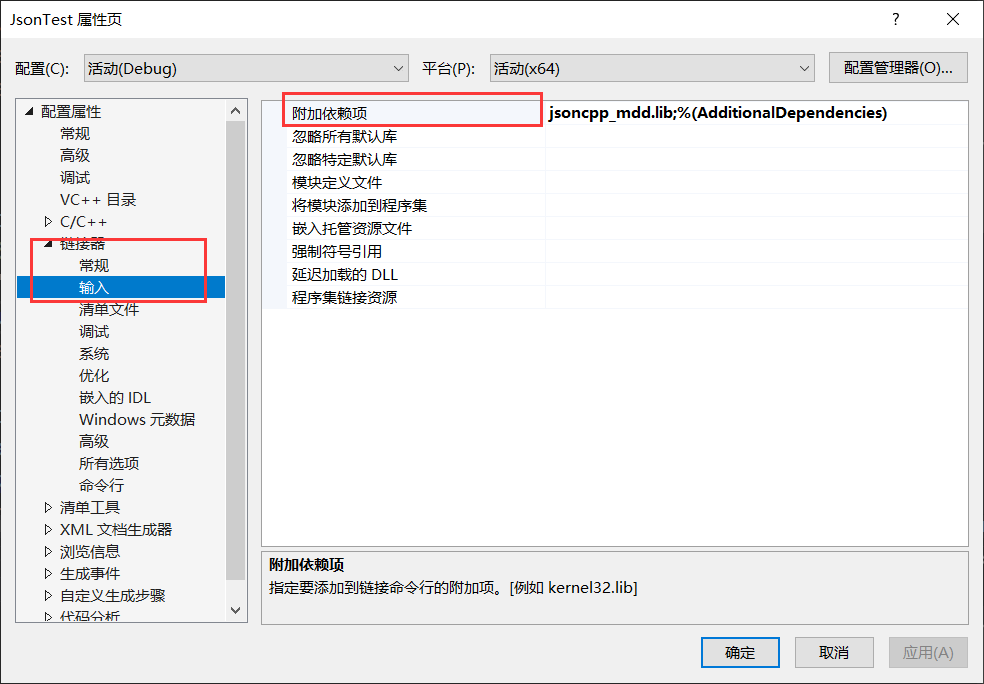 JsonTest 属性页
?
配置(C):
活动(Debug)
平台(P):
活动(x64)
配置管理器(O)...
配置属性
常规
高级
调试
VC++ 目录
C/C++
链接器
常规
输入
清单文件
调试
系统
优化
嵌入的 IDL
Windows 元数据
高级
所有选项
命令行
清单工具
XML 文档生成器
浏览信息
生成事件
自定义生成步骤
代码分析
附加依赖项 jsoncpp_mdd.lib;%(AdditionalDependencies)
忽略所有默认库
忽略特定默认库
模块定义文件
将模块添加到程序集
嵌入托管资源文件
强制符号引用
延迟加载的 DLL
程序集链接资源
附加依赖项
指定要添加到链接命令行的附加项。[例如 kernel32.lib]
确定
取消
应用(A)